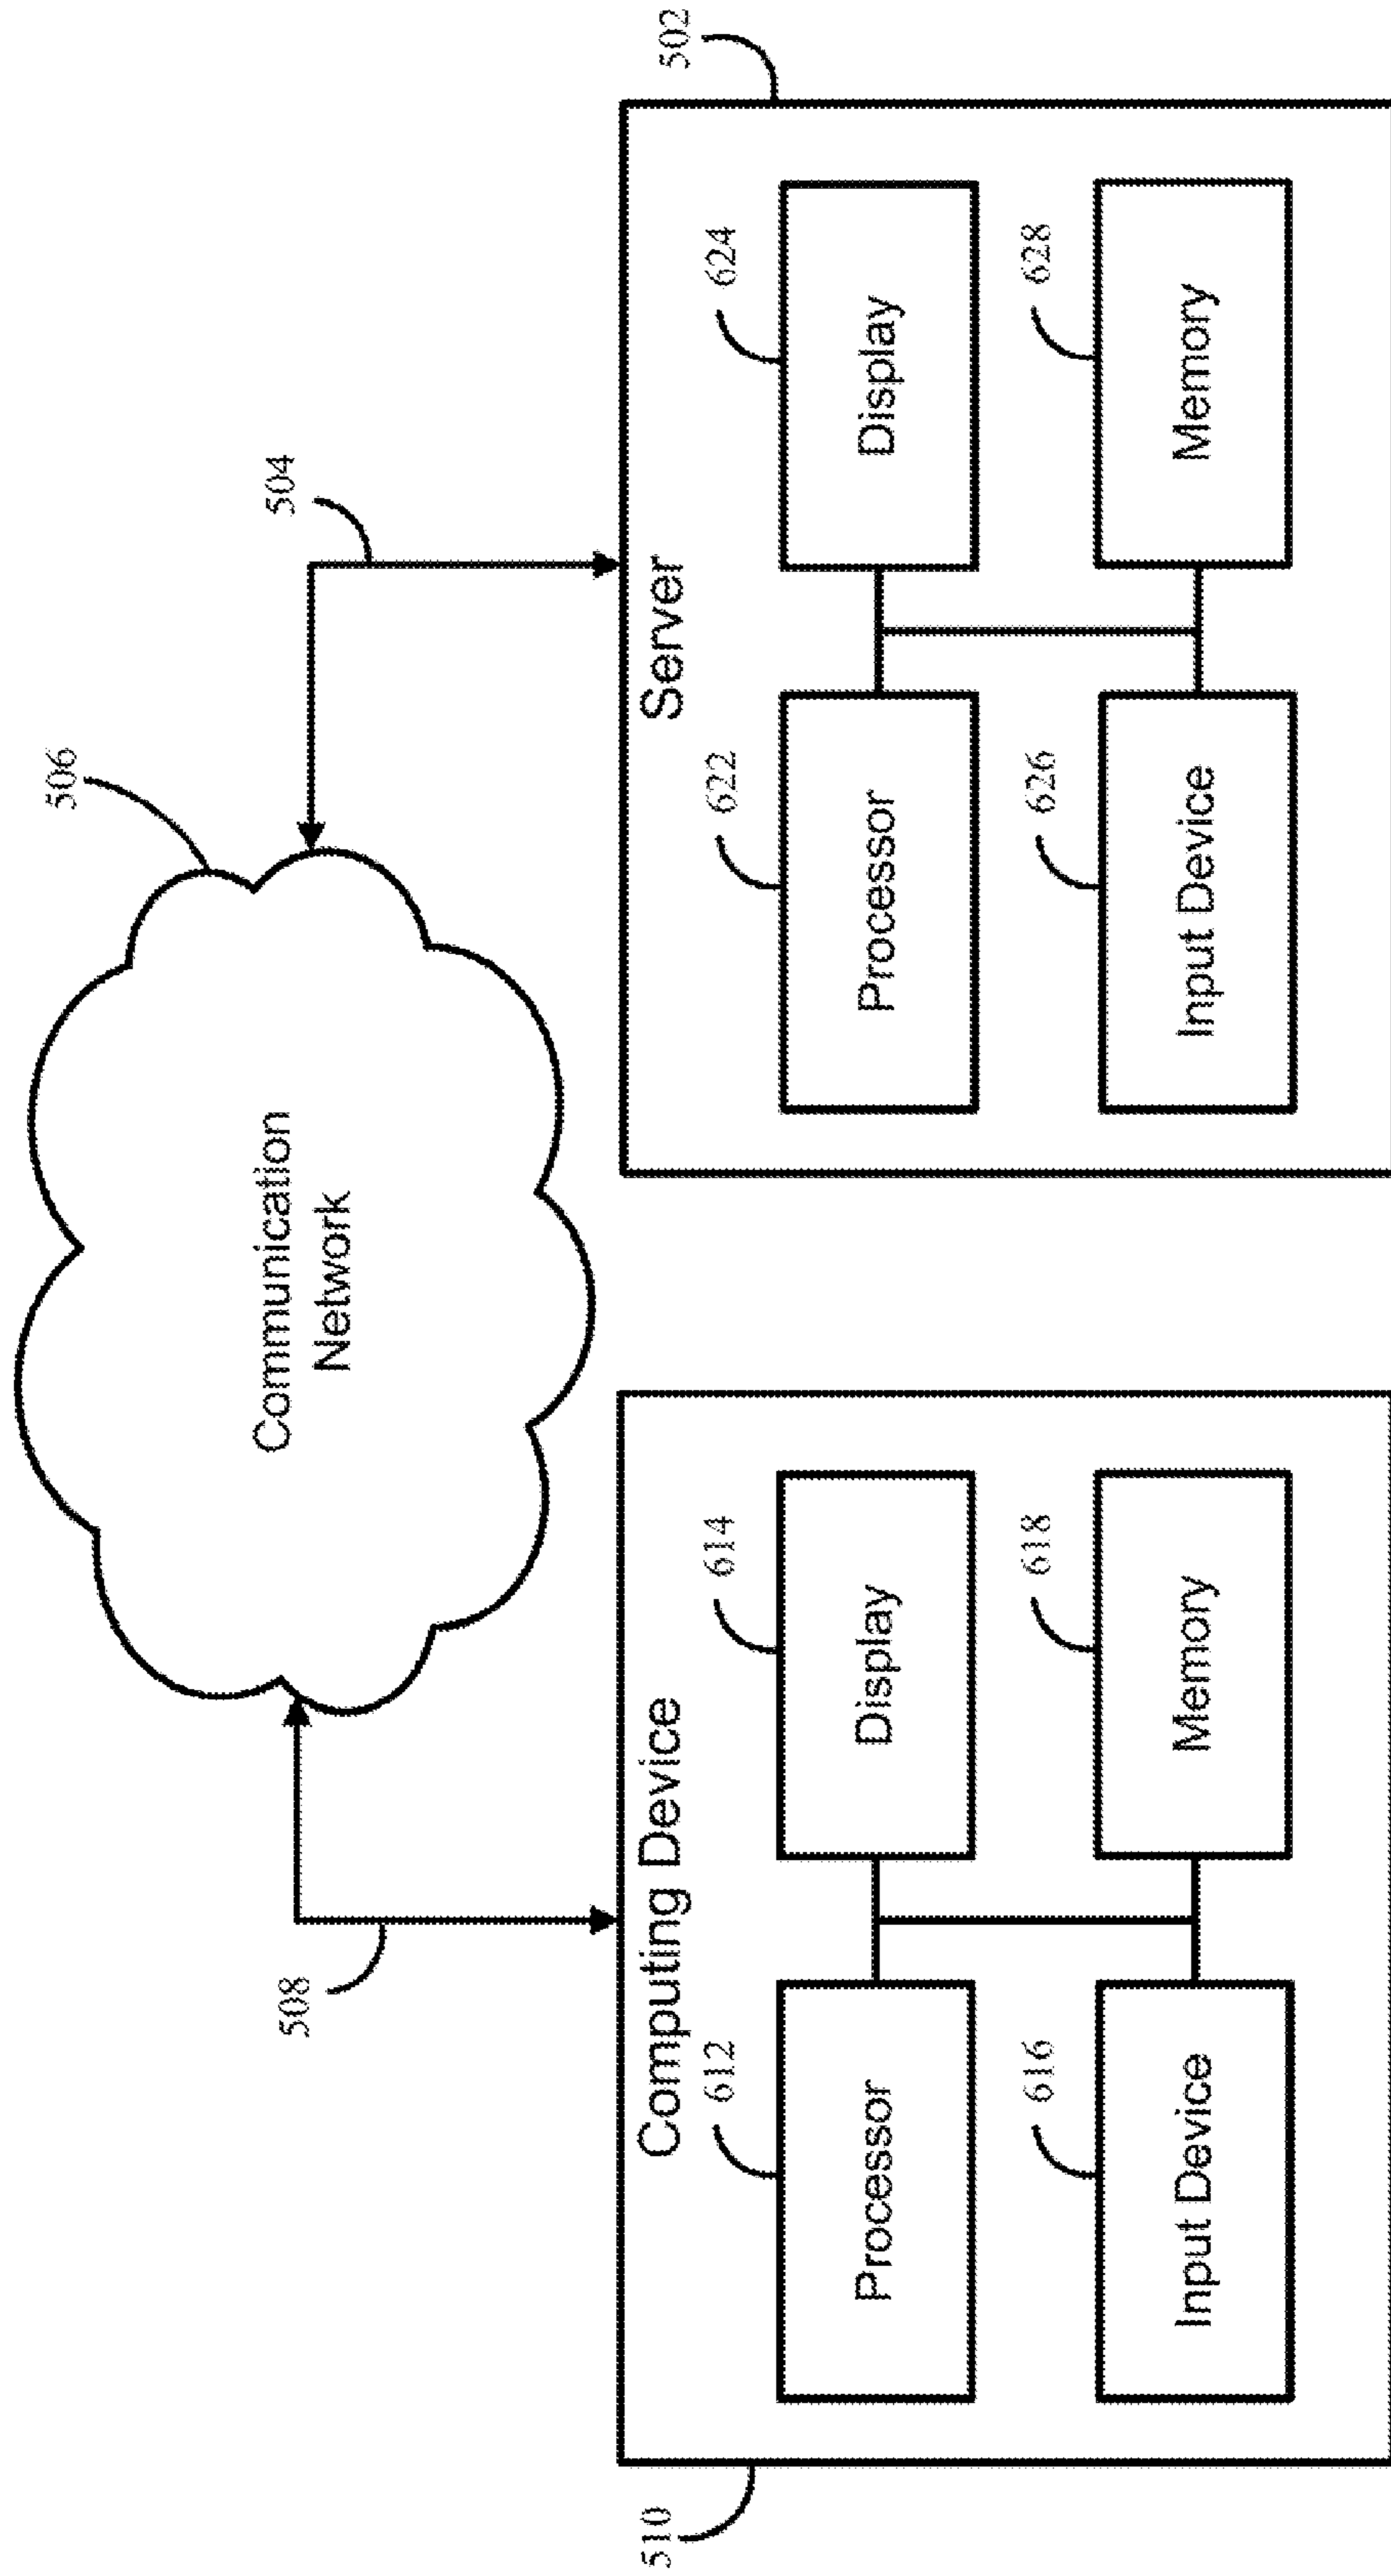 506
Communication
Network
504
508
502
510
Computing Device
612
Processor
614
Display
616
Input Device
618
Memory
Server
622
Processor
624
Display
626
Input Device
628
Memory